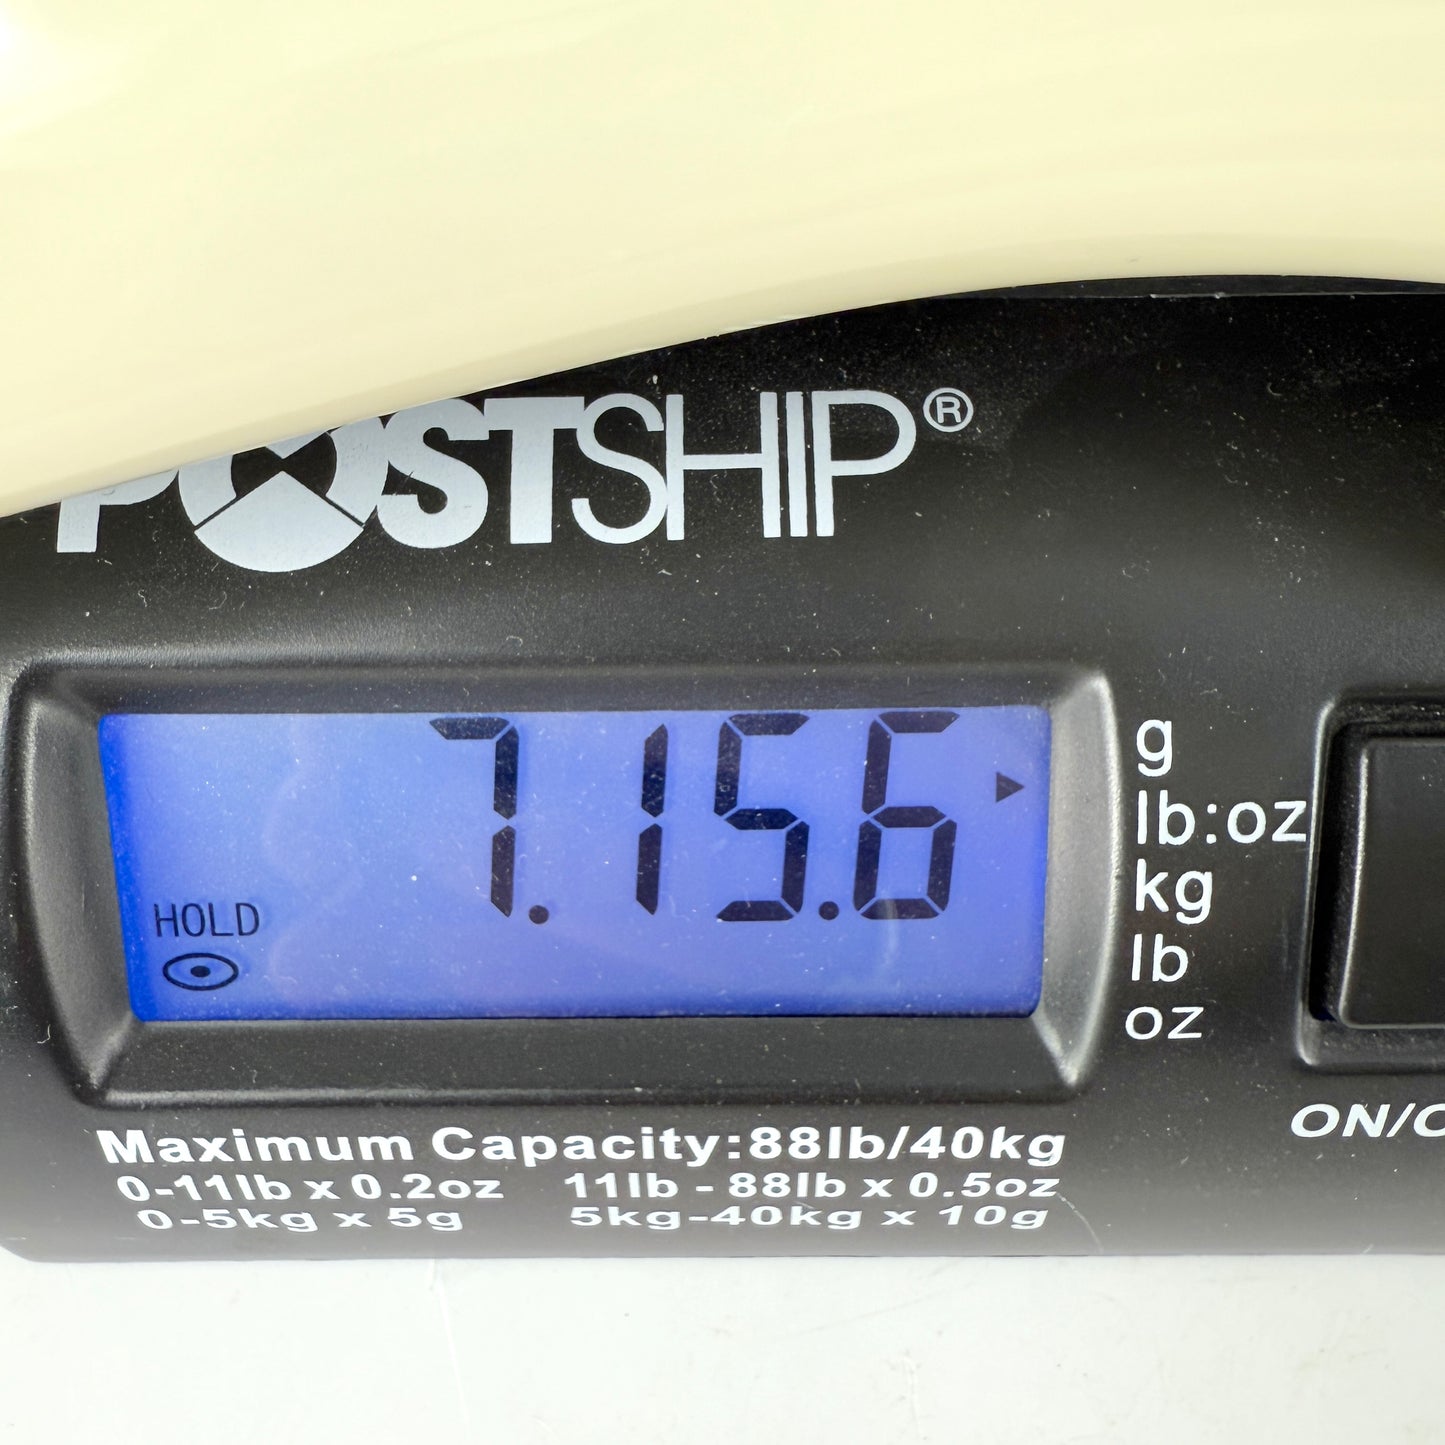 POSTSHIP®
7.15.6
HOLD
g
lb:oz
kg
lb
oz
ON/O
Maximum Capacity:88lb/40kg
0-11lb x 0.2oz 11lb - 88lb x 0.5oz
0-5kg x 5g 5kg-40kg x 10g